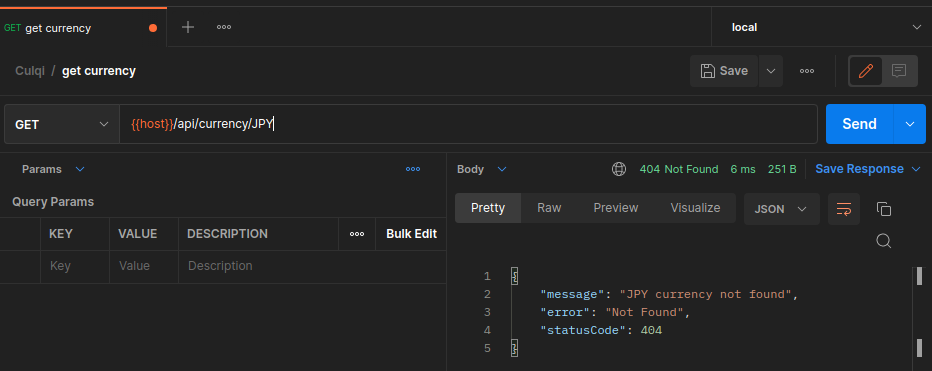 GET get currency
local
Culqi / get currency
Save
GET
{{host}}/api/currency/JPY
Send
Params
Body
404 Not Found 6 ms 251 B
Save Response
Query Params
Pretty Raw Preview Visualize
JSON
KEY VALUE DESCRIPTION
Bulk Edit
Key Value Description
1 {
2 "message": "JPY currency not found",
3 "error": "Not Found",
4 "statusCode": 404
5 }